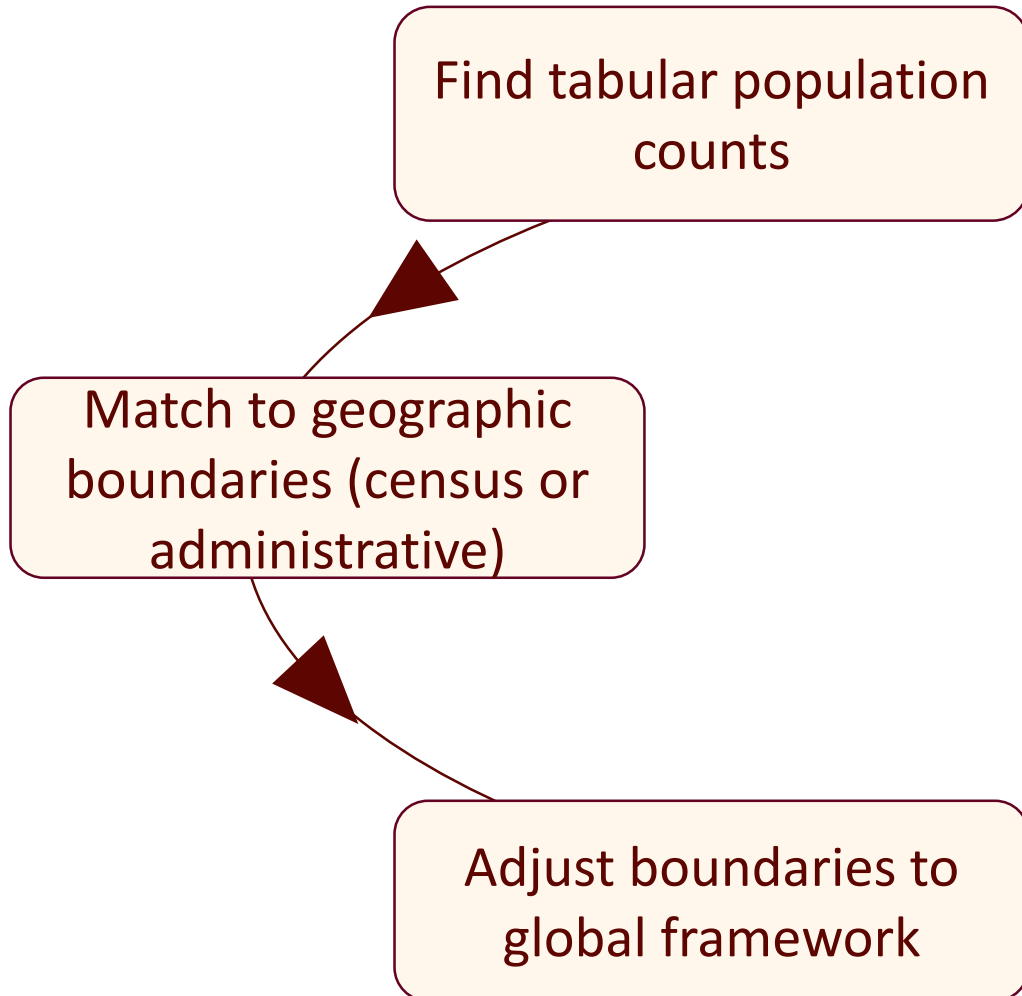 Find tabular population
counts
Match to geographic
boundaries (census or
administrative)
Adjust boundaries to
global framework